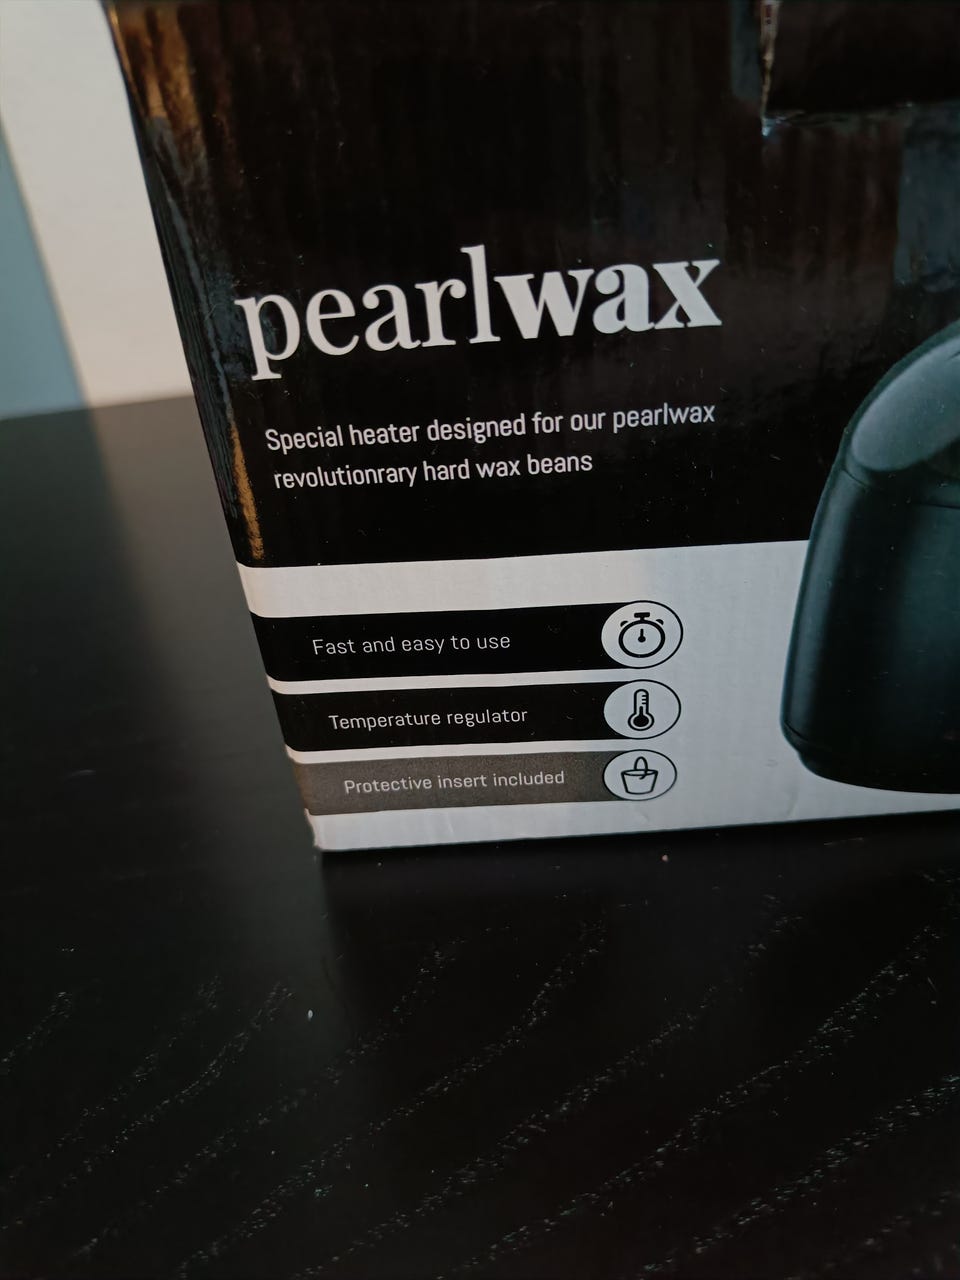 pearlwax
Special heater designed for our pearlwax
revolutionrary hard wax beans
Fast and easy to use
Temperature regulator
Protective insert included